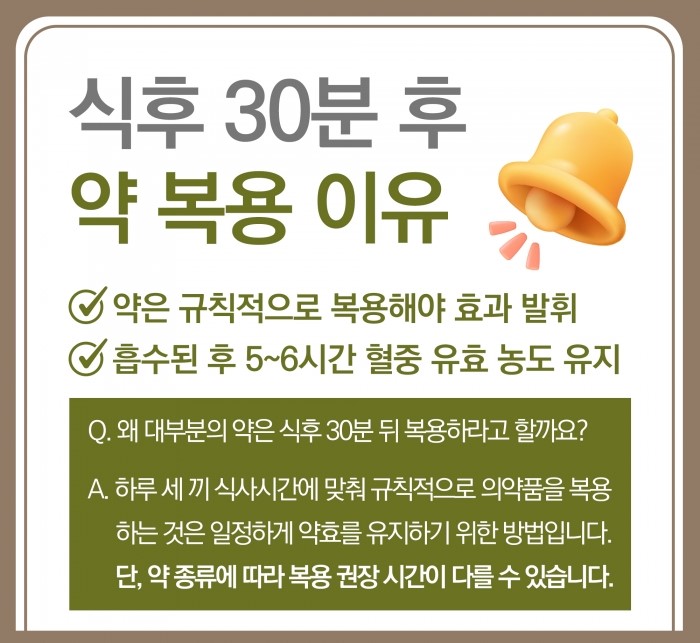 식후 30분 후
약 복용 이유
약은 규칙적으로 복용해야 효과 발휘
흡수된 후 5~6시간 혈중 유효 농도 유지
Q. 왜 대부분의 약은 식후 30분 뒤 복용하라고 할까요?
A. 하루 세 끼 식사시간에 맞춰 규칙적으로 의약품을 복용
하는 것은 일정하게 약효를 유지하기 위한 방법입니다.
단, 약 종류에 따라 복용 권장 시간이 다를 수 있습니다.